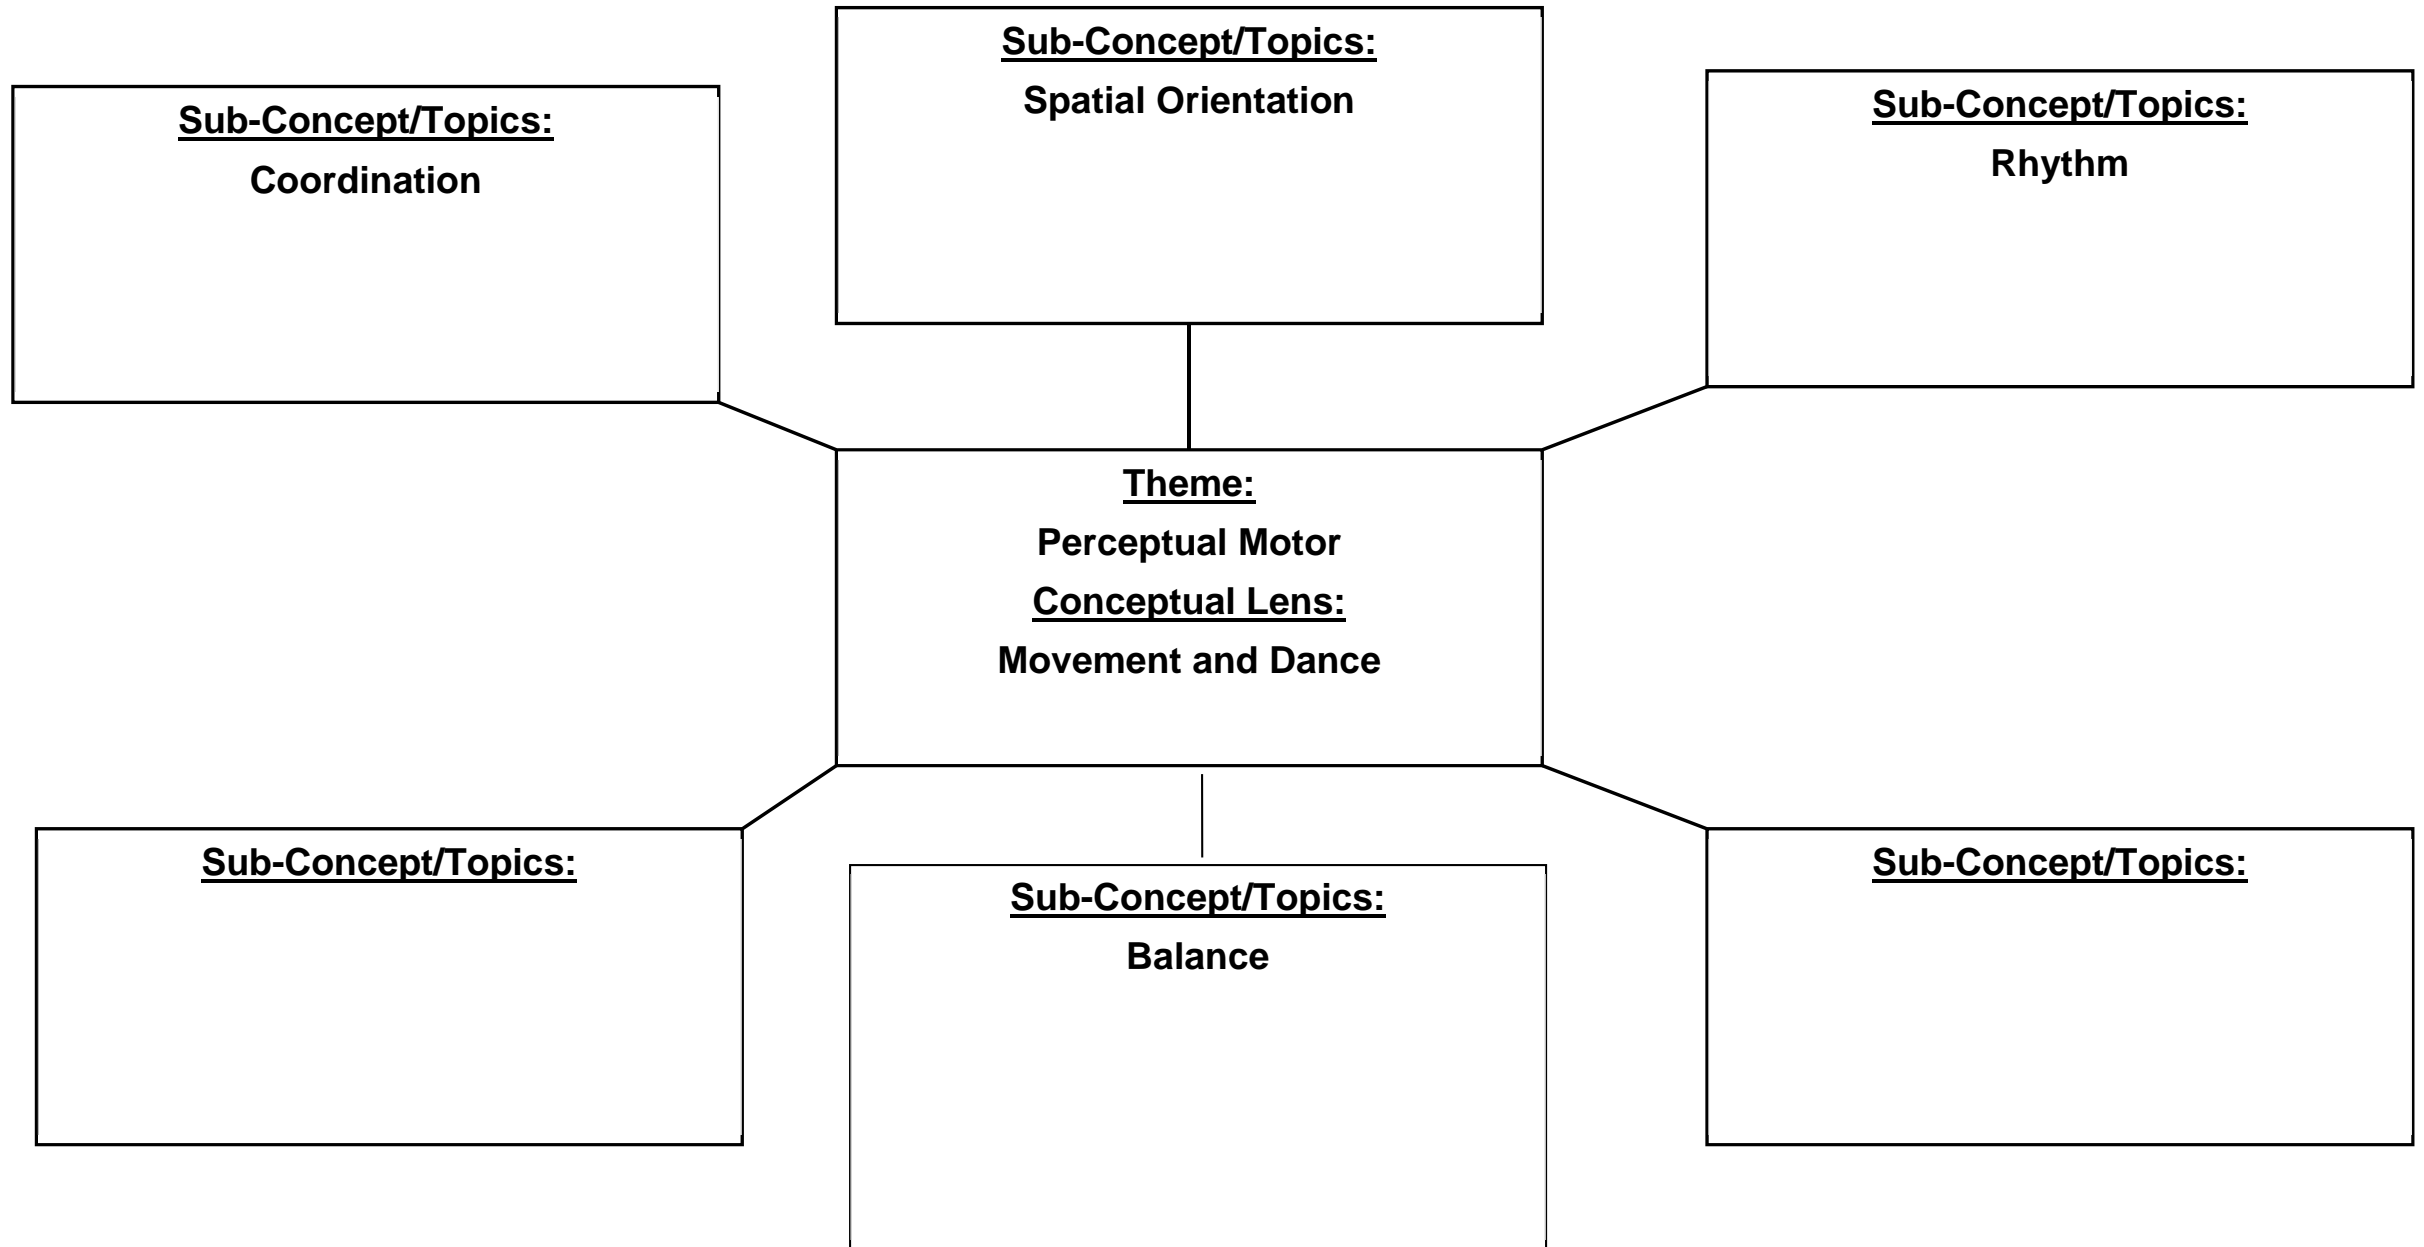 Sub-Concept/Topics:
Coordination
Sub-Concept/Topics:
Spatial Orientation
Sub-Concept/Topics:
Rhythm
Theme:
Perceptual Motor
Conceptual Lens:
Movement and Dance
Sub-Concept/Topics:
Sub-Concept/Topics:
Balance
Sub-Concept/Topics: